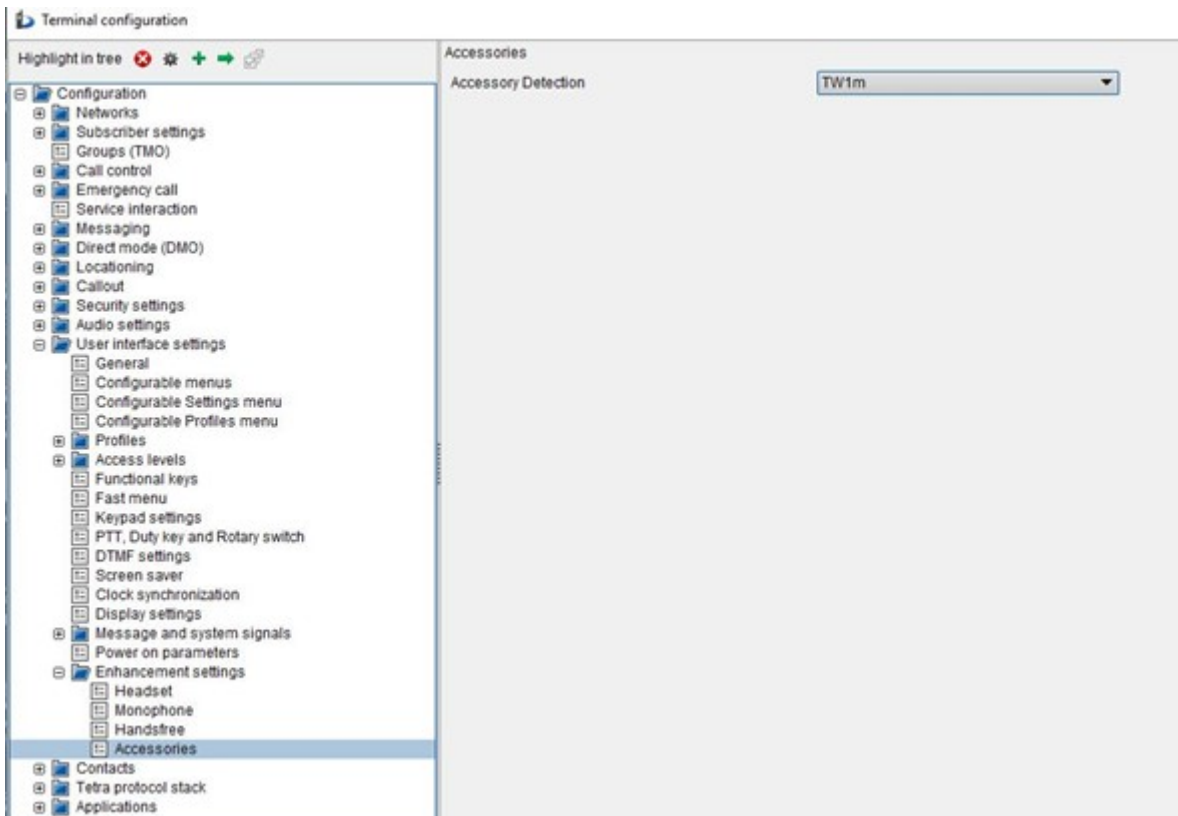 Terminal configuration
Highlight in tree
Configuration
Networks
Subscriber settings
Groups (TMO)
Call control
Emergency call
Service interaction
Messaging
Direct mode (DMO)
Locationing
Callout
Security settings
Audio settings
User interface settings
General
Configurable menus
Configurable Settings menu
Configurable Profiles menu
Profiles
Access levels
Functional keys
Fast menu
Keypad settings
PTT, Duty key and Rotary switch
DTMF settings
Screen saver
Clock synchronization
Display settings
Message and system signals
Power on parameters
Enhancement settings
Headset
Monophone
Handsfree
Accessories
Contacts
Tetra protocol stack
Applications
Accessories
Accessory Detection TW1m